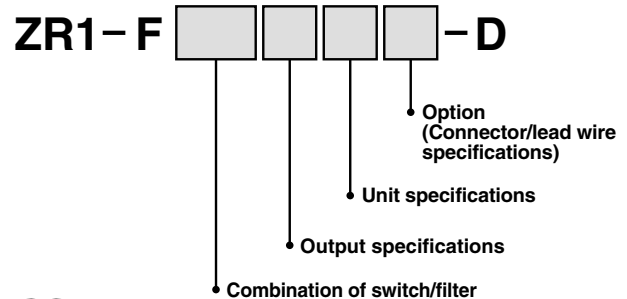 ZR1-F -D
Option
(Connector/lead wire
specifications)
Unit specifications
Output specifications
Combination of switch/filter